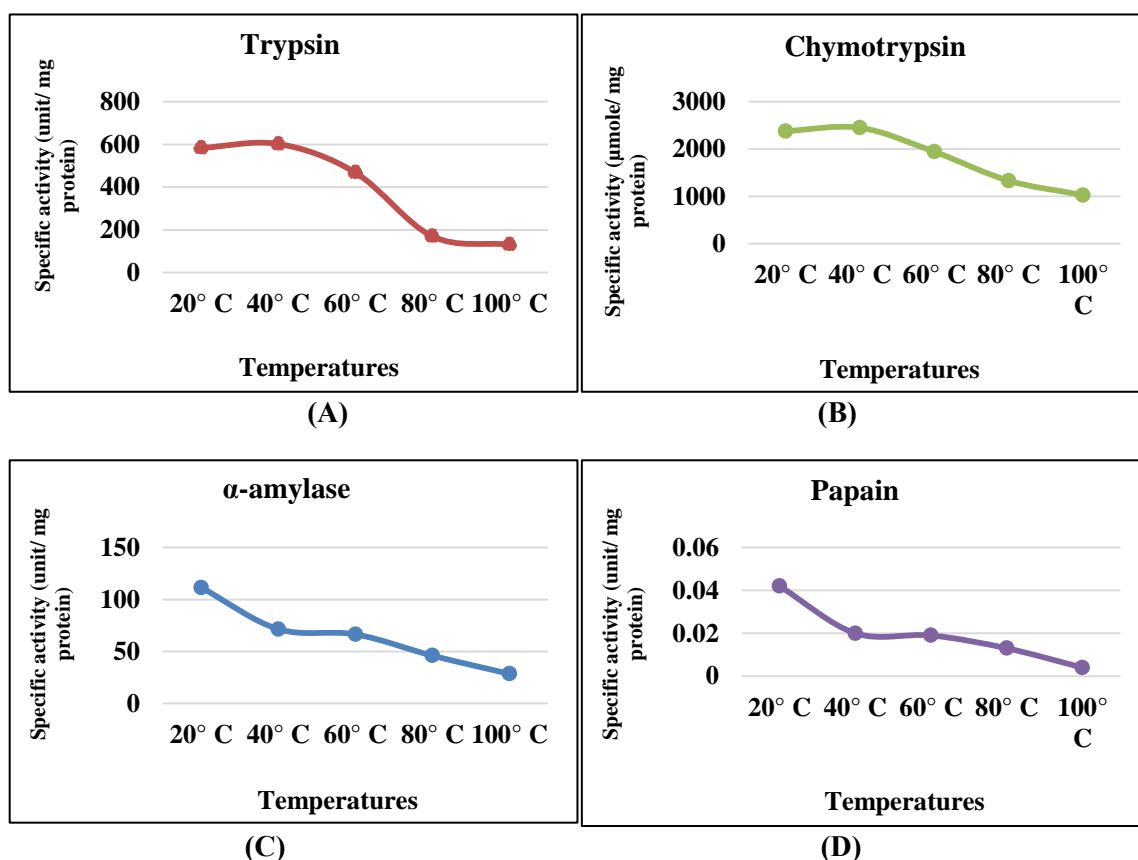 Trypsin
Specific activity (unit/ mg
protein)
800
600
400
200
0
20° C 40° C 60° C 80° C 100° C
Temperatures
(A)
Chymotrypsin
Specific activity (µmole/ mg
protein)
3000
2000
1000
0
20° C 40° C 60° C 80° C 100°
C
Temperatures
(B)
α-amylase
Specific activity (unit/ mg
protein)
150
100
50
0
20° C 40° C 60° C 80° C 100° C
Temperatures
(C)
Papain
Specific activity (unit/ mg
protein)
0.06
0.04
0.02
0
20° C 40° C 60° C 80° C 100°
C
Temperatures
(D)